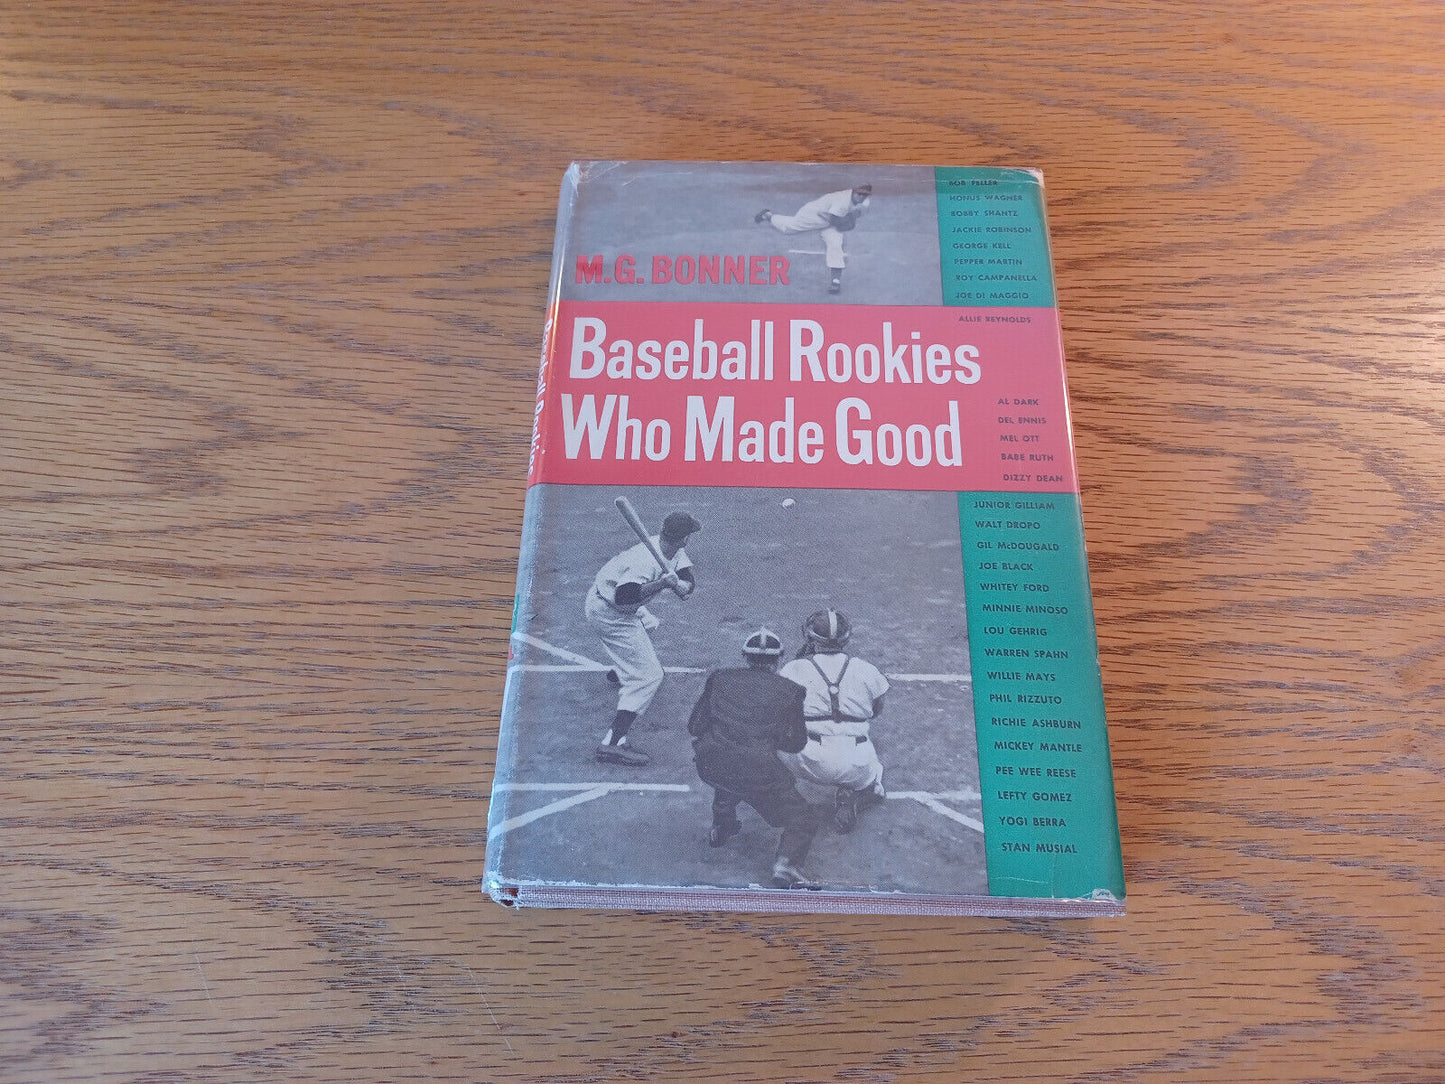 M.G. BONNER
Baseball Rookies
Who Made Good
BOB FELLER
HONUS WAGNER
BOBBY SHANTZ
JACKIE ROBINSON
GEORGE KELL
PEPPER MARTIN
ROY CAMPANELLA
JOE DI MAGGIO
ALLIE REYNOLDS
AL DARK
DEL ENNIS
MEL OTT
BABE RUTH
DIZZY DEAN
JUNIOR GILLIAM
WALT DROPO
GIL McDOUGALD
JOE BLACK
WHITEY FORD
MINNIE MINOSO
LOU GEHRIG
WARREN SPAHN
WILLIE MAYS
PHIL RIZZUTO
RICHIE ASHBURN
MICKEY MANTLE
PEE WEE REESE
LEFTY GOMEZ
YOGI BERRA
STAN MUSIAL
Baseball Rookies